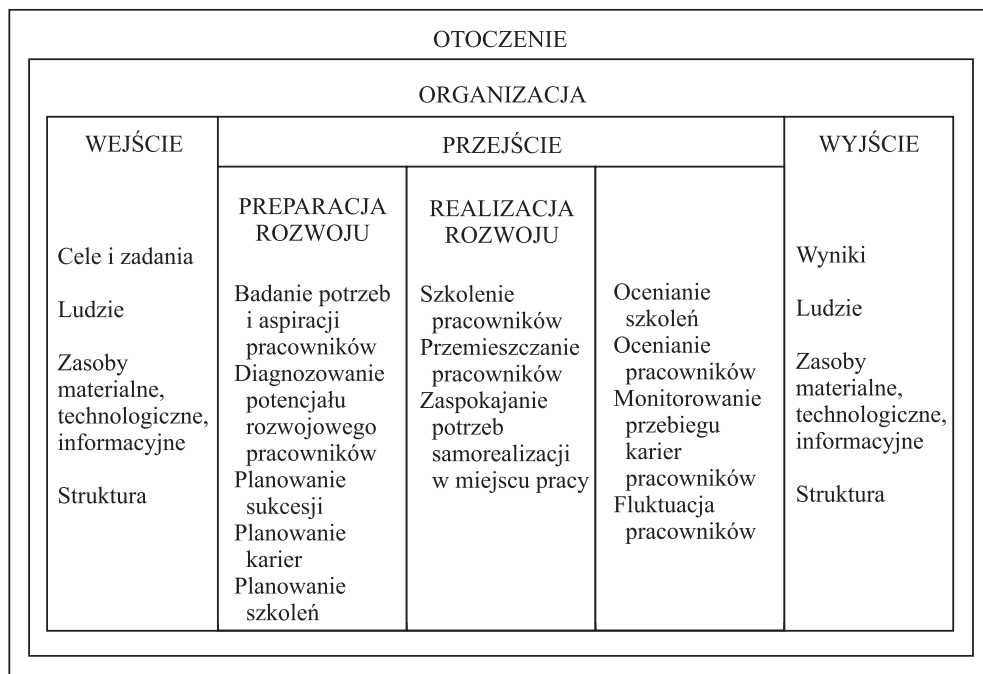 OTOCZENIE
ORGANIZACJA
WEJŚCIE
Cele i zadania
Ludzie
Zasoby
materialne,
technologiczne,
informacyjne
Struktura
PRZEJŚCIE
PREPARACJA
ROZWOJU
Badanie potrzeb
i aspiracji
pracowników
Diagnozowanie
potencjału
rozwojowego
pracowników
Planowanie
sukcesji
Planowanie
karier
Planowanie
szkoleń
REALIZACJA
ROZWOJU
Szkolenie
pracowników
Przemieszczanie
pracowników
Zaspokajanie
potrzeb
samorealizacji
w miejscu pracy
Ocenianie
szkoleń
Ocenianie
pracowników
Monitorowanie
przebiegu
karier
pracowników
Fluktuacja
pracowników
WYJŚCIE
Wyniki
Ludzie
Zasoby
materialne,
technologiczne,
informacyjne
Struktura